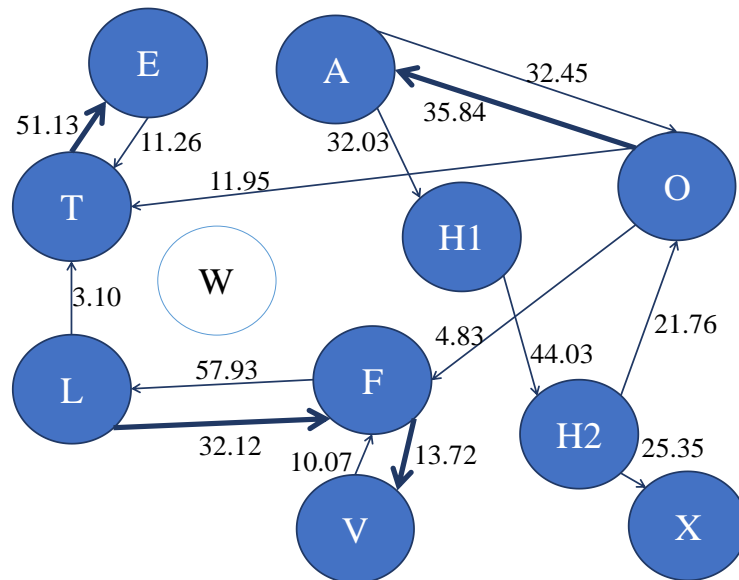 E
A
32.45
51.13
11.26
35.84
32.03
T
11.95
O
H1
W
3.10
4.83
21.76
57.93
44.03
L
F
32.12
10.07
13.72
H2
25.35
V
X